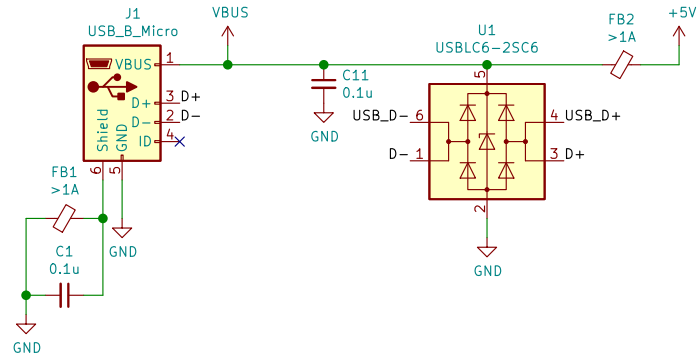 J1
USB_B_Micro
VBUS
U1
USBLC6-2SC6
FB2
>1A
+5V
VBUS 1
D+ 3 D+
D- 2 D-
ID 4
Shield
GND
6
5
C11
0.1u
GND
5
USB_D- 6
4 USB_D+
D- 1
3 D+
2
GND
FB1
>1A
GND
C1
0.1u
GND